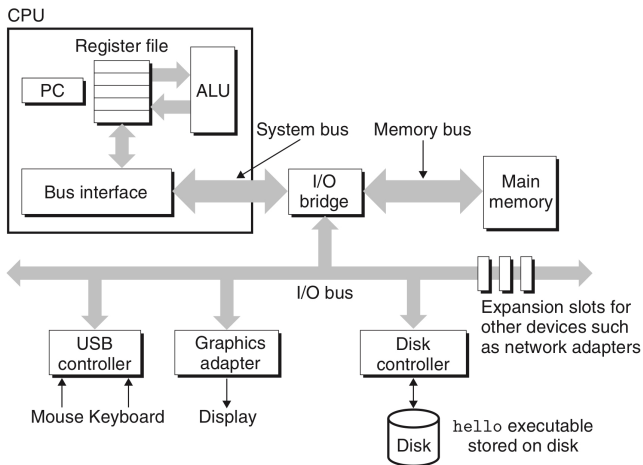 CPU
Register file
PC
ALU
System bus
Memory bus
Bus interface
I/O
bridge
Main
memory
I/O bus
Expansion slots for
other devices such
as network adapters
USB
controller
Graphics
adapter
Disk
controller
Mouse Keyboard
Display
Disk
hello executable
stored on disk